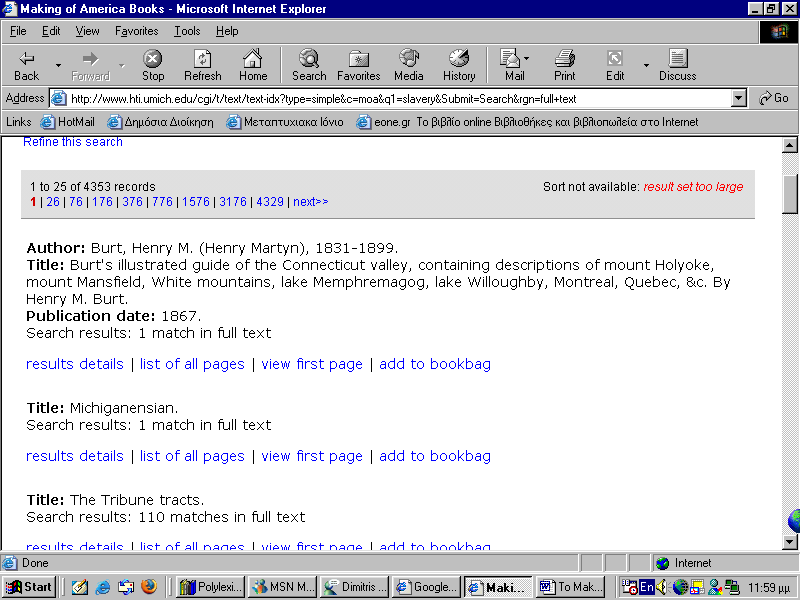 Making of America Books - Microsoft Internet Explorer
File Edit View Favorites Tools Help
Back Forward Stop Refresh Home Search Favorites Media History Mail Print Edit Discuss
Address http://www.hti.umich.edu/cgi/t/text/text-idx?type=simple&c=moa&q1=slavery&Submit=Search&rgn=full+text Go
Links HotMail Δημόσια Διοίκηση Μεταπτυχιακα Ιόνιο eone.gr Το βιβλίο online Βιβλιοθήκες και βιβλιοπωλεία στο Internet
Refine this search
1 to 25 of 4353 records Sort not available: result set too large
1 | 26 | 76 | 176 | 376 | 776 | 1576 | 3176 | 4329 | next>>
Author: Burt, Henry M. (Henry Martyn), 1831-1899.
Title: Burt's illustrated guide of the Connecticut valley, containing descriptions of mount Holyoke,
mount Mansfield, White mountains, lake Memphremagog, lake Willoughby, Montreal, Quebec, &c. By
Henry M. Burt.
Publication date: 1867.
Search results: 1 match in full text
results details | list of all pages | view first page | add to bookbag
Title: Michiganensian.
Search results: 1 match in full text
results details | list of all pages | view first page | add to bookbag
Title: The Tribune tracts.
Search results: 110 matches in full text
results details | list of all pages | view first page | add to bookbag
Done Internet
Start Polylexi... MSN M... Dimitris ... Google... Maki... To Mak... En 11:59 μμ